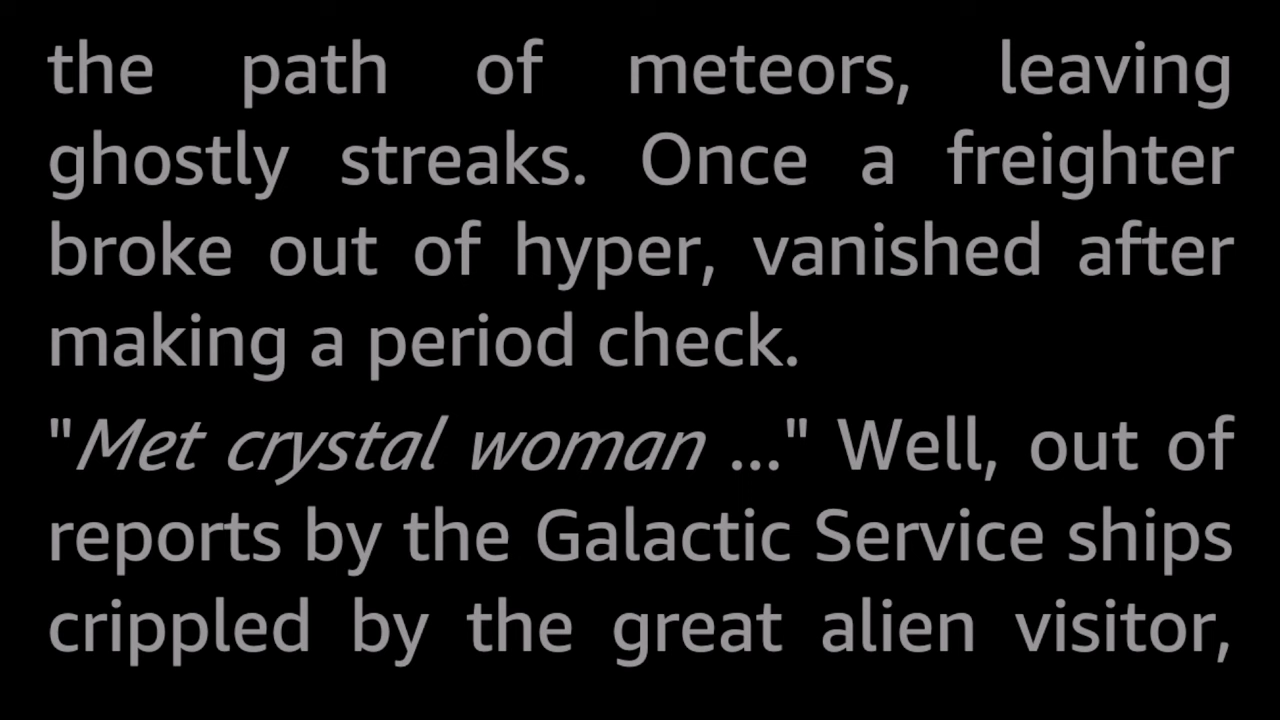 the path of meteors, leaving
ghostly streaks. Once a freighter
broke out of hyper, vanished after
making a period check.
"Met crystal woman ..." Well, out of
reports by the Galactic Service ships
crippled by the great alien visitor,